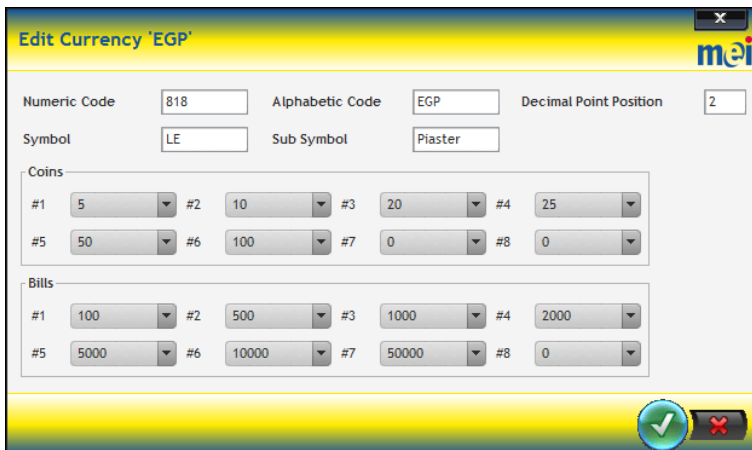 Edit Currency 'EGP'
X
mei
Numeric Code 818 Alphabetic Code EGP Decimal Point Position 2
Symbol LE Sub Symbol Piaster
Coins
#1 5 #2 10 #3 20 #4 25
#5 50 #6 100 #7 0 #8 0
Bills
#1 100 #2 500 #3 1000 #4 2000
#5 5000 #6 10000 #7 50000 #8 0